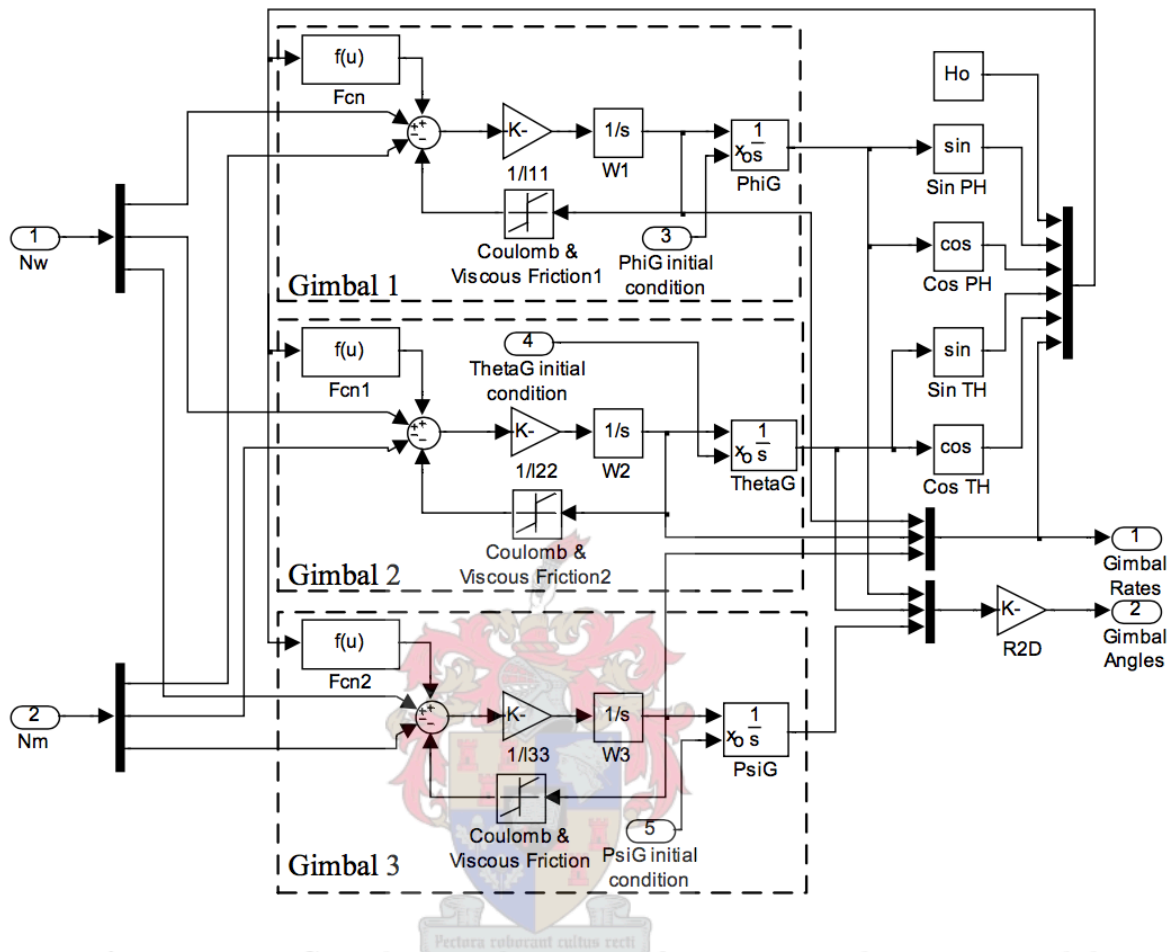 f(u)
Fcn
K-
1/I11
1/s
W1
1
xo s
PhiG
Coulomb &
Viscous Friction1
3
PhiG initial
condition
Gimbal 1
1
Nw
Ho
sin
Sin PH
cos
Cos PH
sin
Sin TH
cos
Cos TH
f(u)
Fcn1
4
ThetaG initial
condition
K-
1/I22
1/s
W2
1
xo s
ThetaG
Coulomb &
Viscous Friction2
Gimbal 2
1
Gimbal
Rates
K-
R2D
2
Gimbal
Angles
2
Nm
f(u)
Fcn2
K-
1/I33
1/s
W3
1
xo s
PsiG
Coulomb &
Viscous Friction
5
PsiG initial
condition
Gimbal 3
Pectora roborant cultus recti